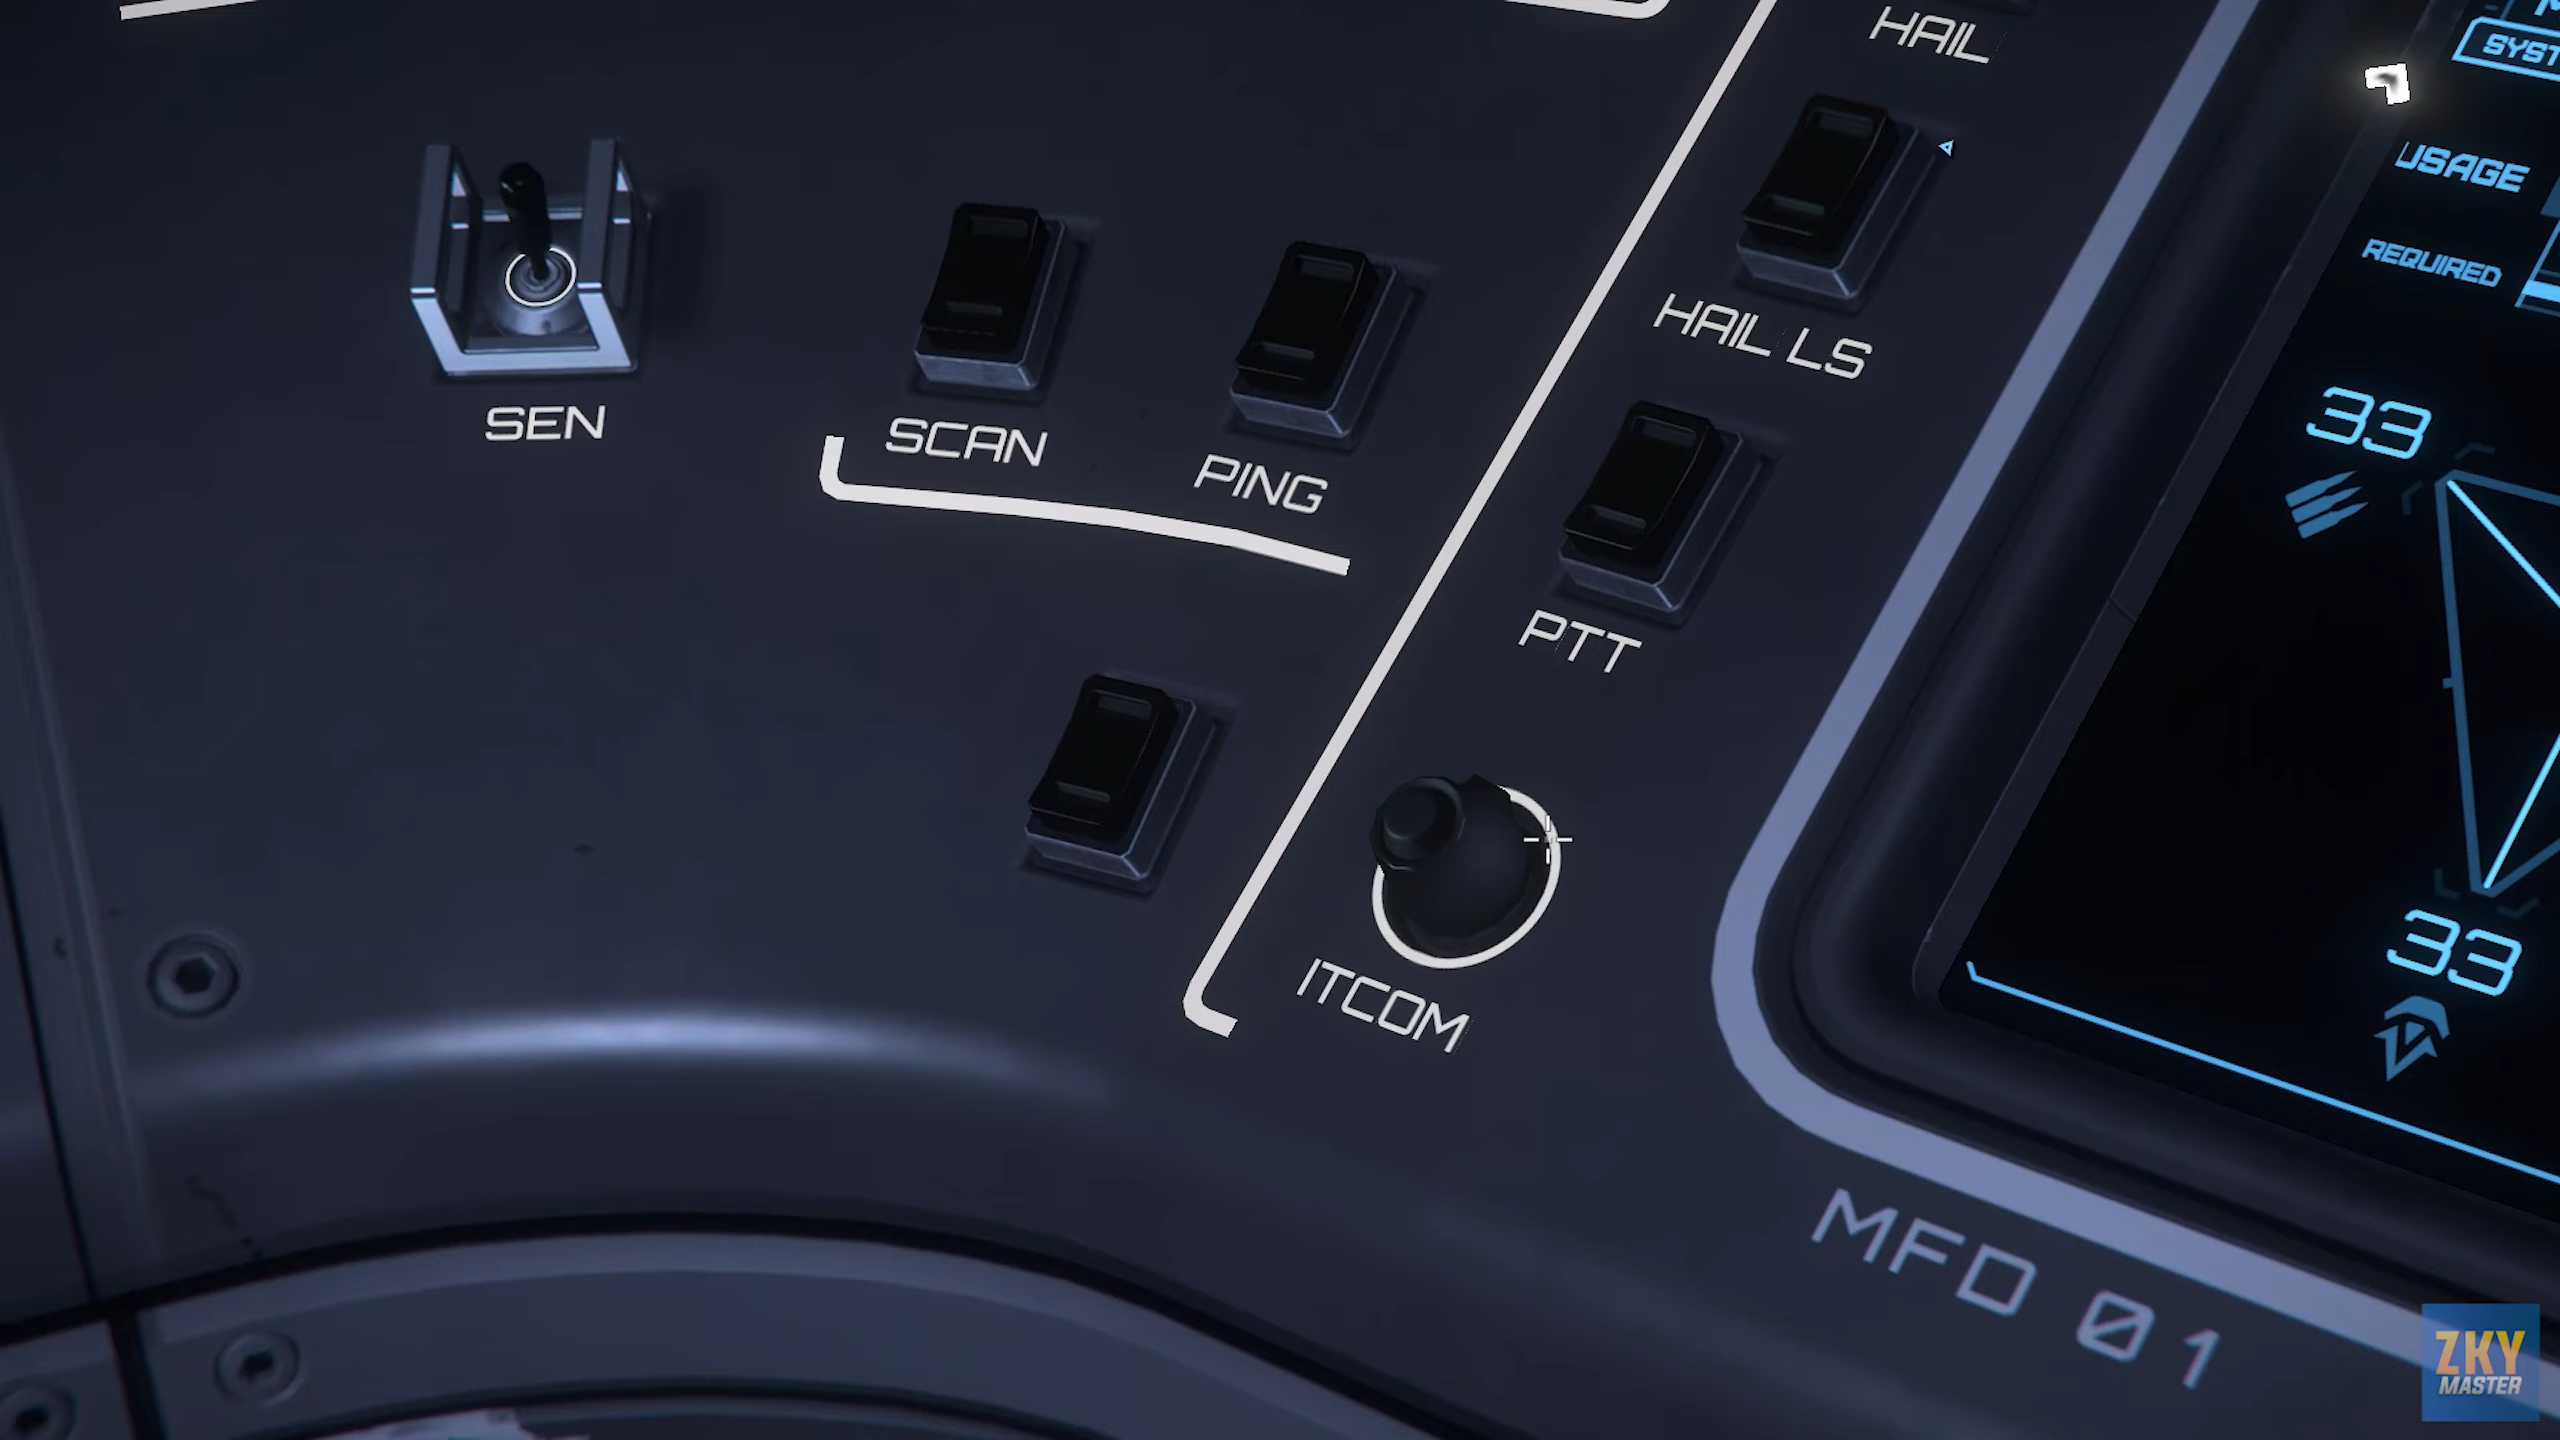 HAIL
HAIL LS
SEN
SCAN
PING
PTT
ITCOM
MFD 01
USAGE
REQUIRED
33
33
ZKY
MASTER